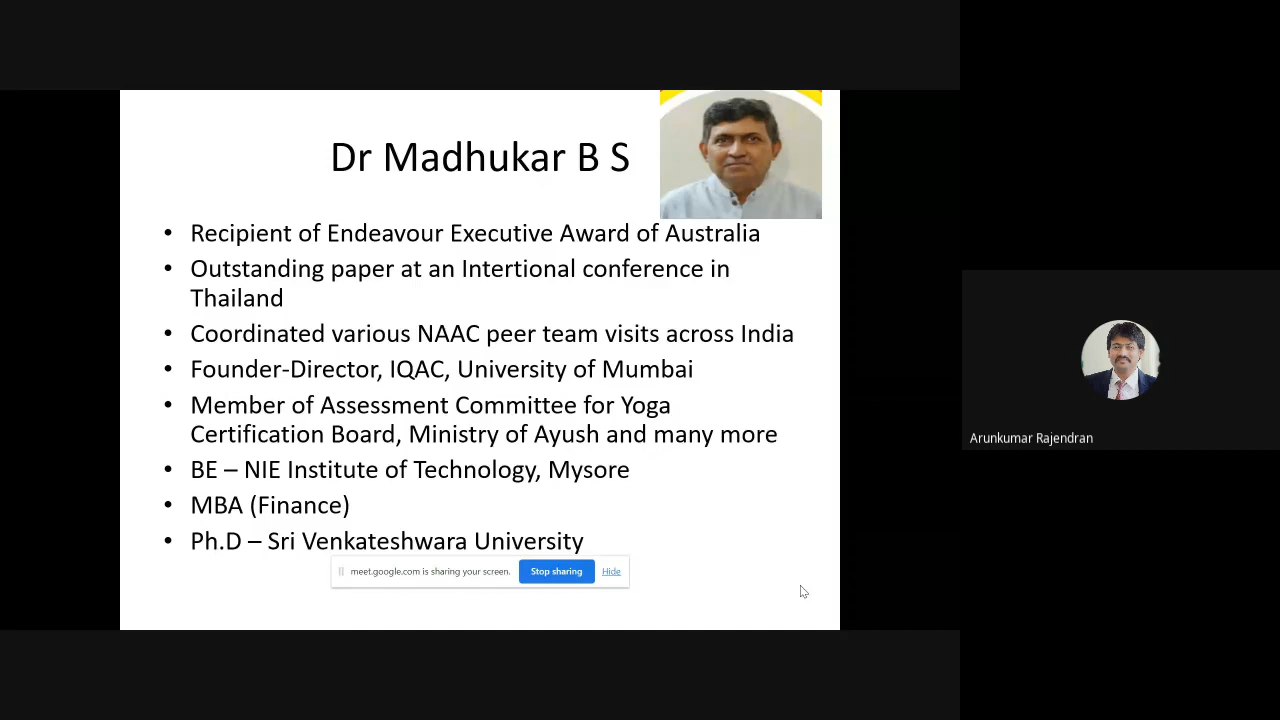 Dr Madhukar B S
• Recipient of Endeavour Executive Award of Australia
• Outstanding paper at an Intertional conference in
Thailand
• Coordinated various NAAC peer team visits across India
• Founder-Director, IQAC, University of Mumbai
• Member of Assessment Committee for Yoga
Certification Board, Ministry of Ayush and many more
• BE – NIE Institute of Technology, Mysore
• MBA (Finance)
• Ph.D – Sri Venkateshwara University
meet.google.com is sharing your screen. Stop sharing Hide
Arunkumar Rajendran